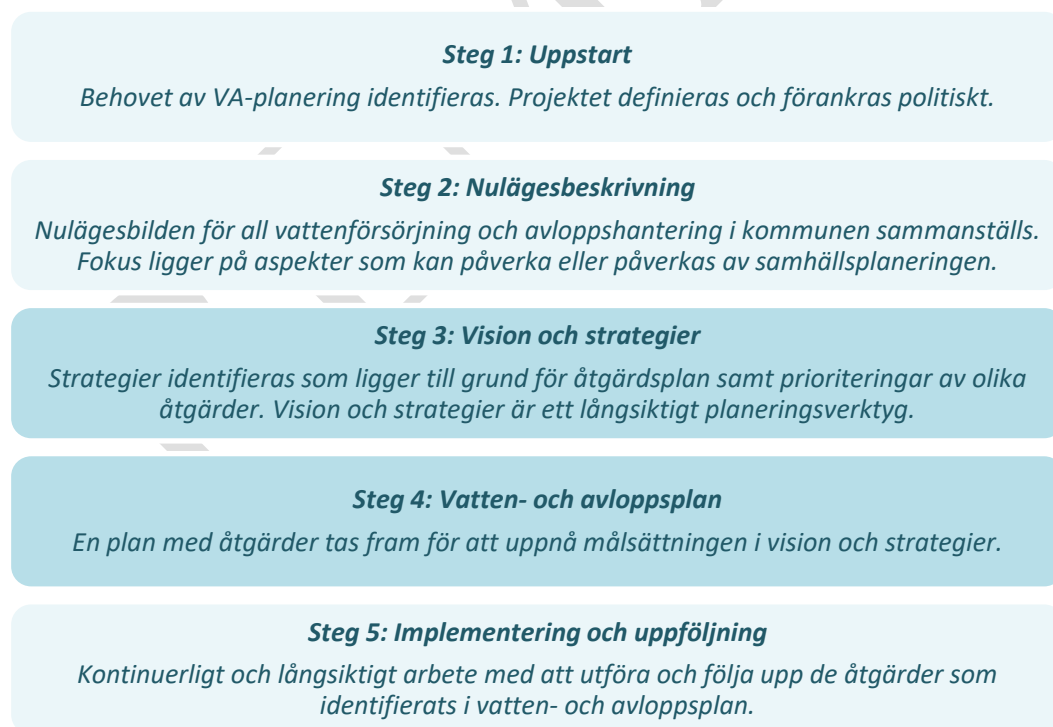 Steg 1: Uppstart
Behovet av VA-planering identifieras. Projektet definieras och förankras politiskt.
Steg 2: Nulägesbeskrivning
Nulägesbilden för all vattenförsörjning och avloppshantering i kommunen sammanställs.
Fokus ligger på aspekter som kan påverka eller påverkas av samhällsplaneringen.
Steg 3: Vision och strategier
Strategier identifieras som ligger till grund för åtgärdsplan samt prioriteringar av olika
åtgärder. Vision och strategier är ett långsiktigt planeringsverktyg.
Steg 4: Vatten- och avloppsplan
En plan med åtgärder tas fram för att uppnå målsättningen i vision och strategier.
Steg 5: Implementering och uppföljning
Kontinuerligt och långsiktigt arbete med att utföra och följa upp de åtgärder som
identifierats i vatten- och avloppsplan.